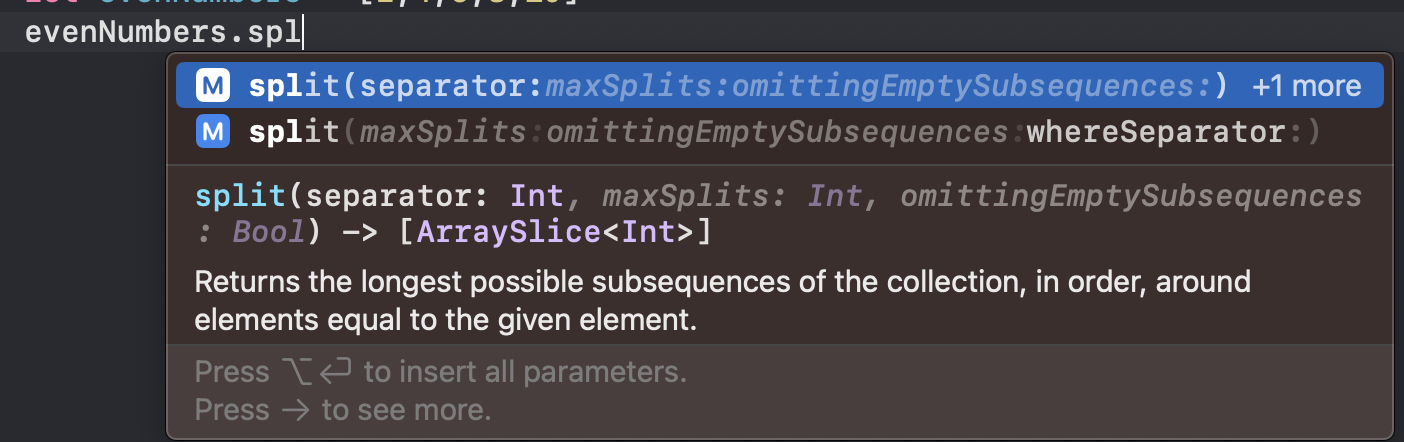 evenNumbers.spl
M split(separator:maxSplits:omittingEmptySubsequences:) +1 more
M split(maxSplits:omittingEmptySubsequences:whereSeparator:)
split(separator: Int, maxSplits: Int, omittingEmptySubsequences
: Bool) -> [ArraySlice<Int>]
Returns the longest possible subsequences of the collection, in order, around
elements equal to the given element.
Press ⌥↩ to insert all parameters.
Press → to see more.